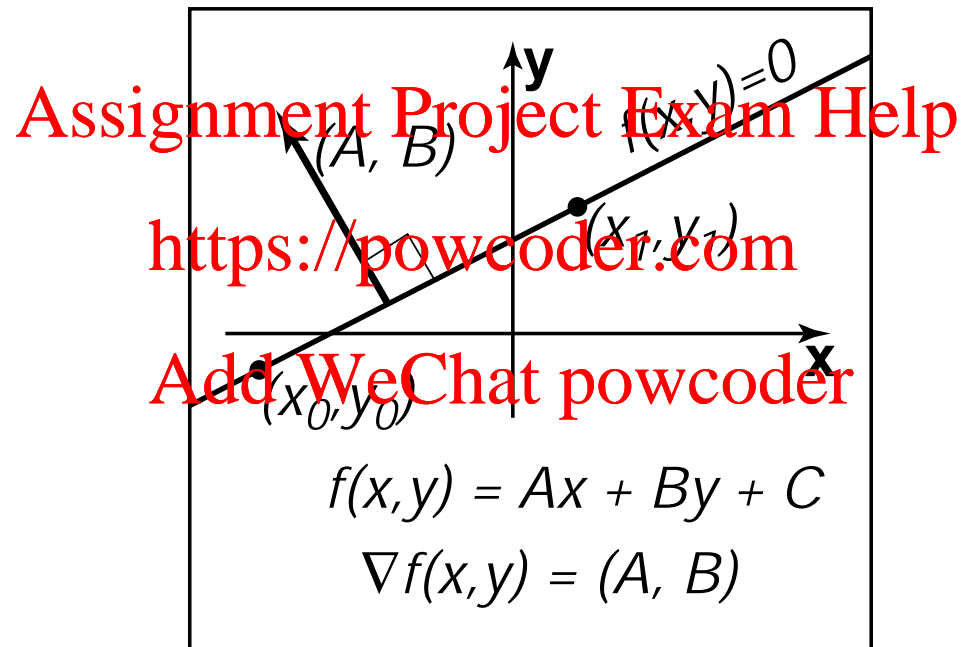 y
f(x,y)=0
Assignment Project Exam Help
(A, B)
(x₁,y₁)
https://powcoder.com
x
Add WeChat powcoder
(x₀,y₀)
f(x,y) = Ax + By + C
∇f(x,y) = (A, B)